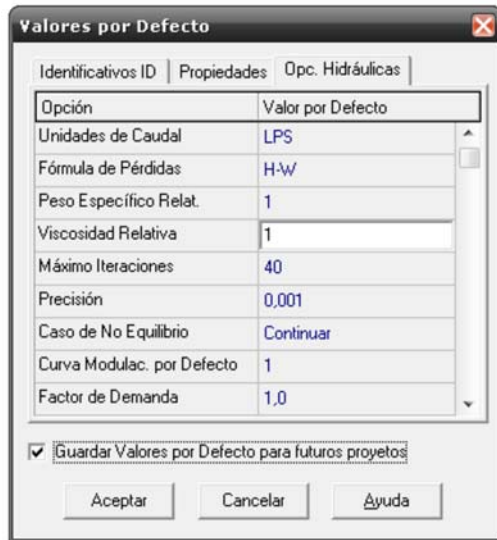 Valores por Defecto
Identificativos ID Propiedades Opc. Hidráulicas
Opción Valor por Defecto
Unidades de Caudal LPS
Fórmula de Pérdidas H-W
Peso Específico Relat. 1
Viscosidad Relativa 1
Máximo Iteraciones 40
Precisión 0,001
Caso de No Equilibrio Continuar
Curva Modulac. por Defecto 1
Factor de Demanda 1,0
Guardar Valores por Defecto para futuros proyetos
Aceptar Cancelar Ayuda